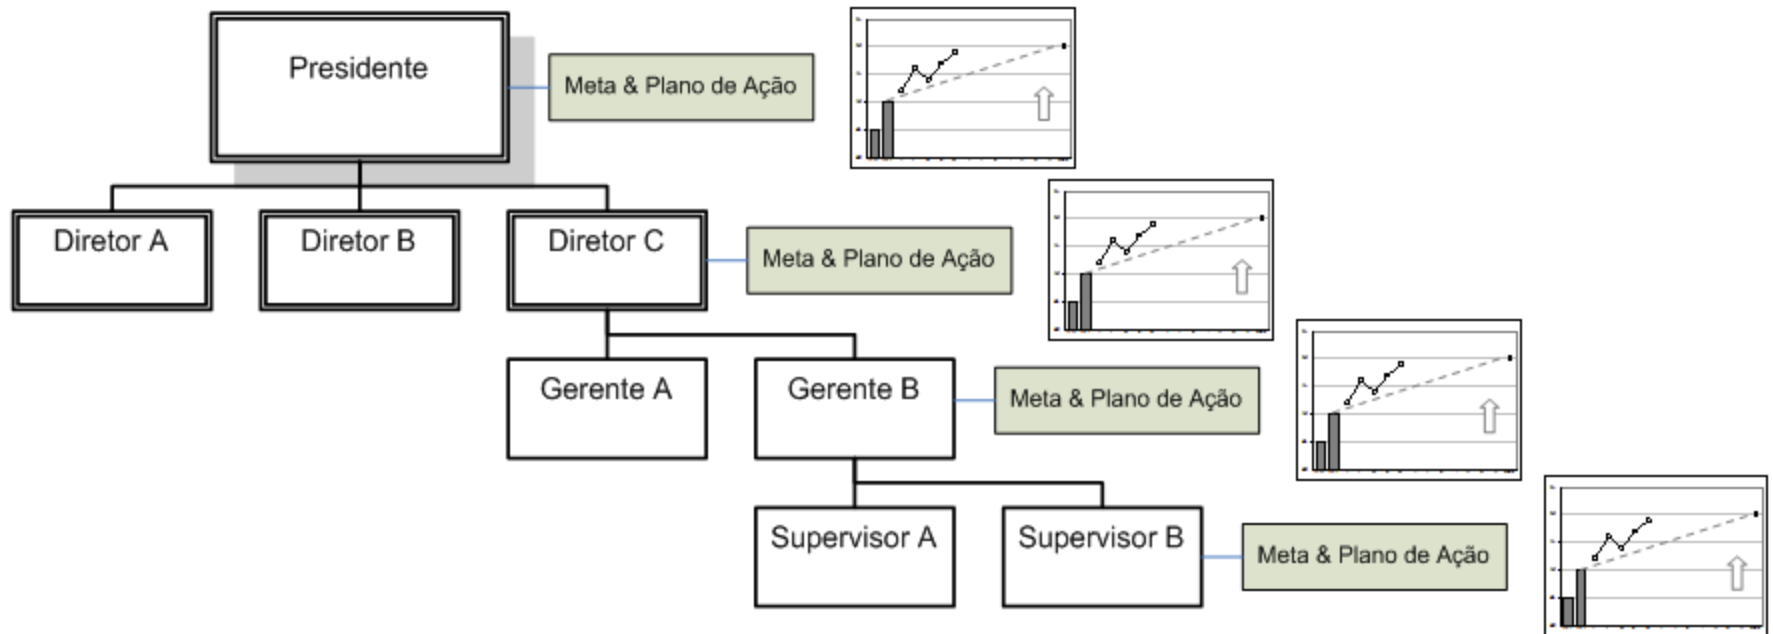 Presidente
Meta & Plano de Ação
Diretor A
Diretor B
Diretor C
Meta & Plano de Ação
Gerente A
Gerente B
Meta & Plano de Ação
Supervisor A
Supervisor B
Meta & Plano de Ação